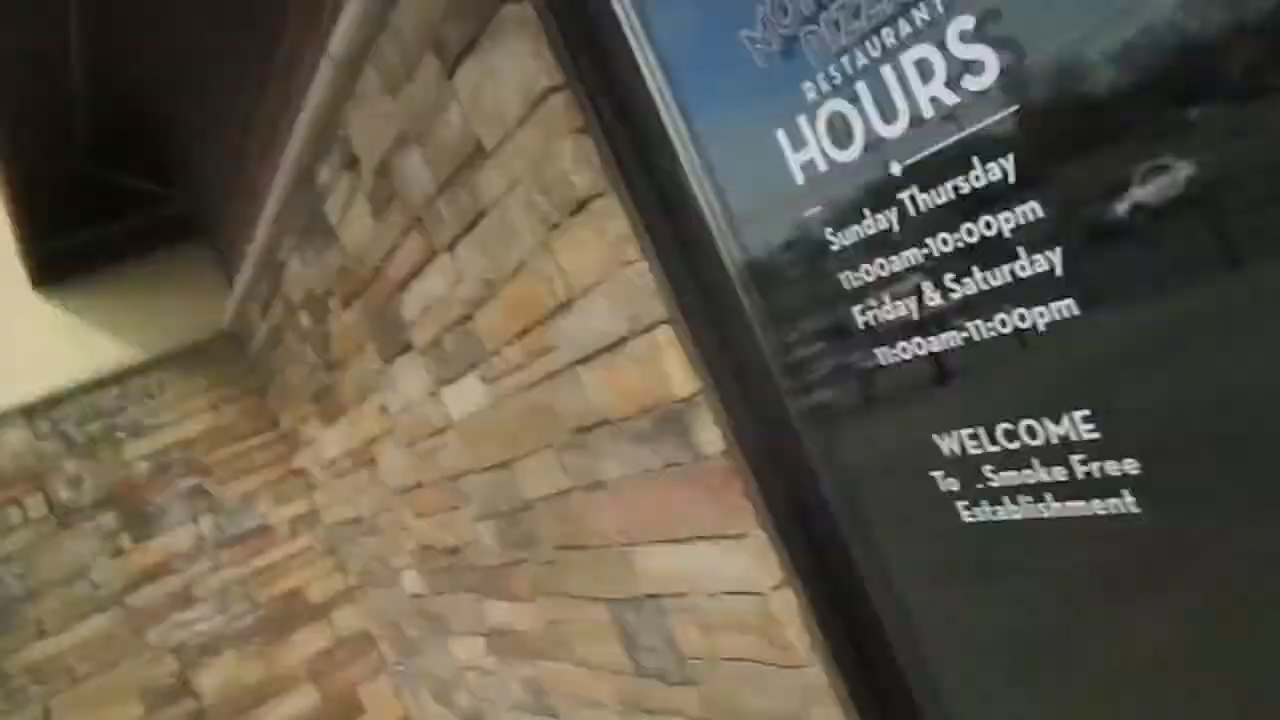 PIZZA
RESTAURANT
HOURS
Sunday Thursday
11:00am-10:00pm
Friday & Saturday
11:00am-11:00pm
WELCOME
To . Smoke Free
Establishment